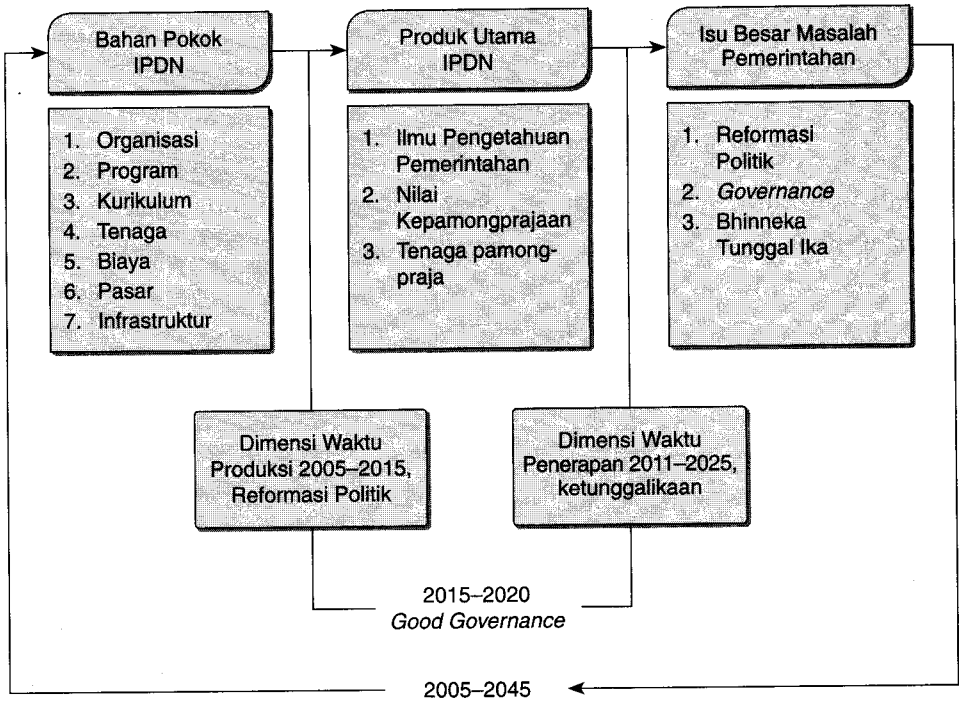 Bahan Pokok
IPDN
Produk Utama
IPDN
Isu Besar Masalah
Pemerintahan
1. Organisasi
2. Program
3. Kurikulum
4. Tenaga
5. Biaya
6. Pasar
7. Infrastruktur
1. Ilmu Pengetahuan
Pemerintahan
2. Nilai
Kepamongprajaan
3. Tenaga pamong-
praja
1. Reformasi
Politik
2. Governance
3. Bhinneka
Tunggal Ika
Dimensi Waktu
Produksi 2005–2015,
Reformasi Politik
Dimensi Waktu
Penerapan 2011–2025,
ketunggalikaan
2015–2020
Good Governance
2005–2045